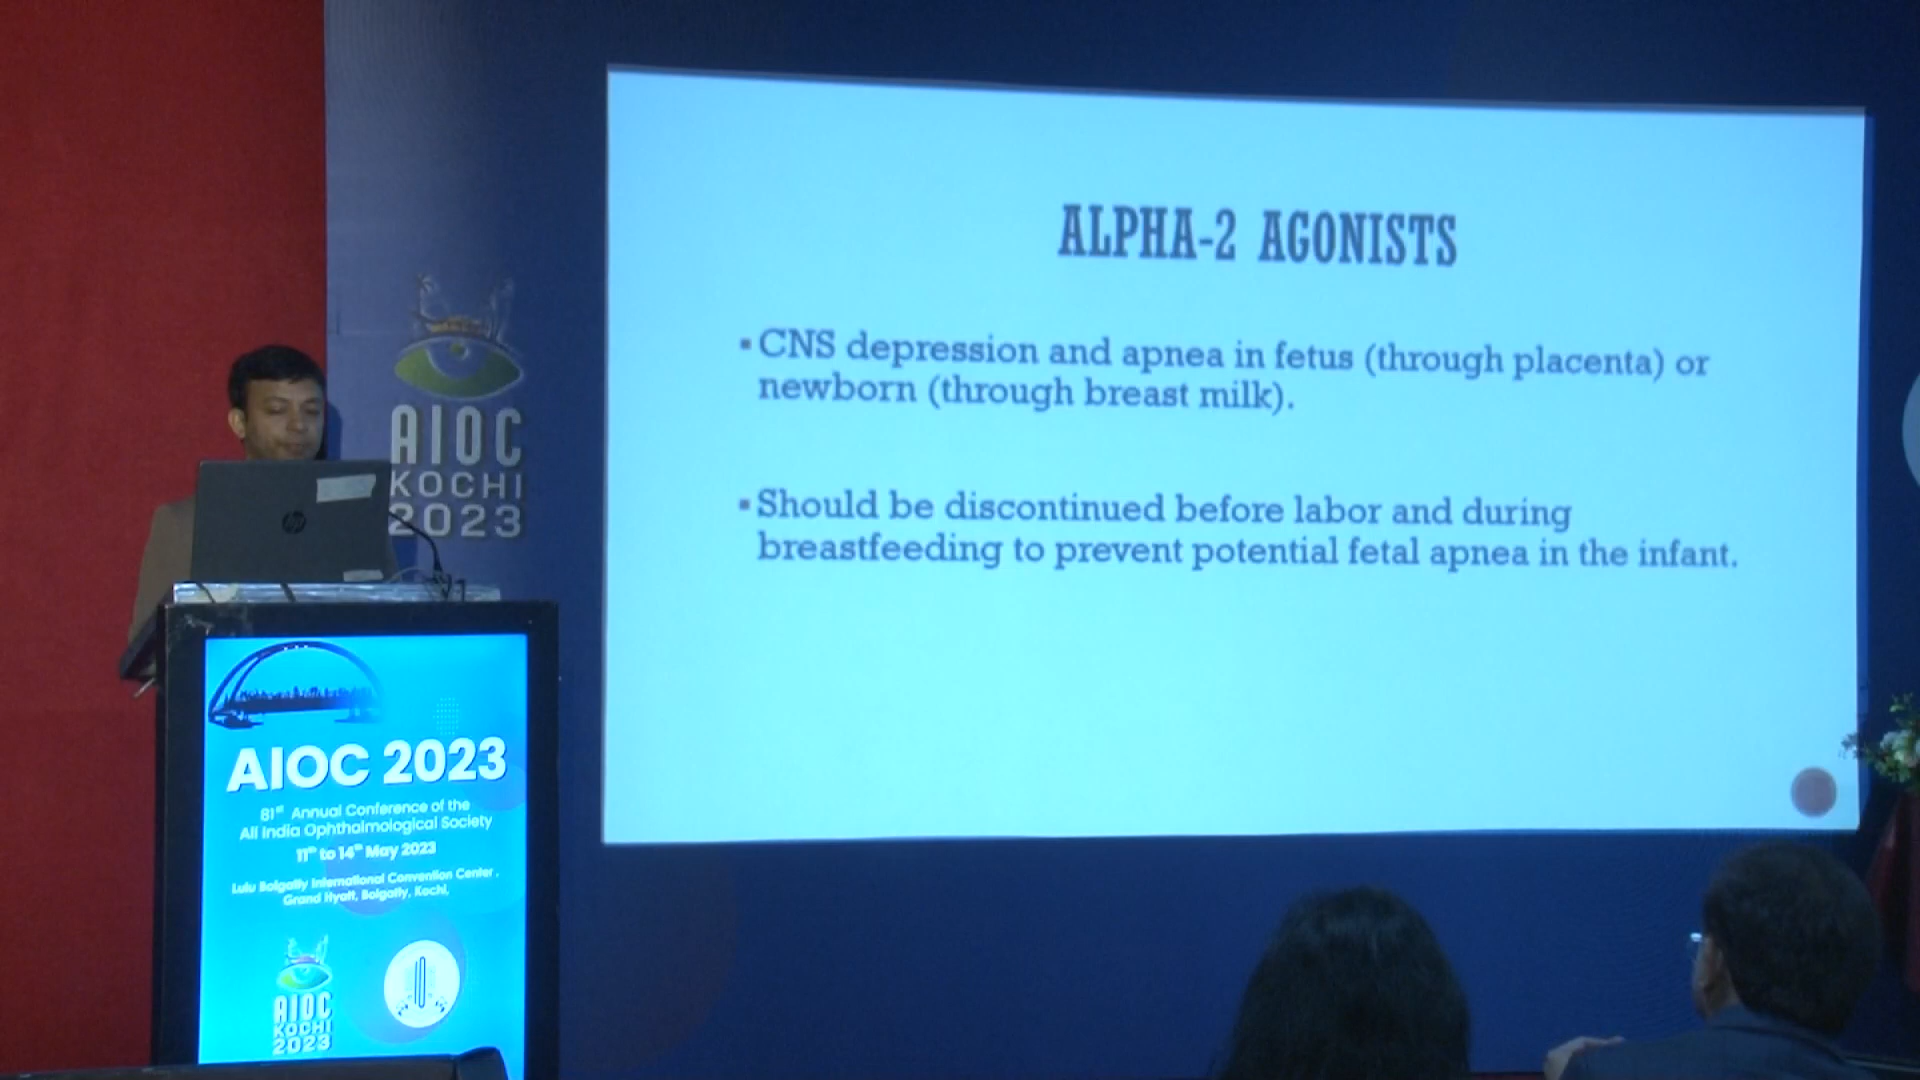 ALPHA-2 AGONISTS
▪CNS depression and apnea in fetus (through placenta) or
newborn (through breast milk).
▪Should be discontinued before labor and during
breastfeeding to prevent potential fetal apnea in the infant.
AIOC
KOCHI
2023
hp
AIOC 2023
81st Annual Conference of the
All India Ophthalmological Society
11th to 14th May 2023
Lulu Bolgatty International Convention Center,
Grand Hyatt, Bolgatty, Kochi,
AIOC
KOCHI
2023